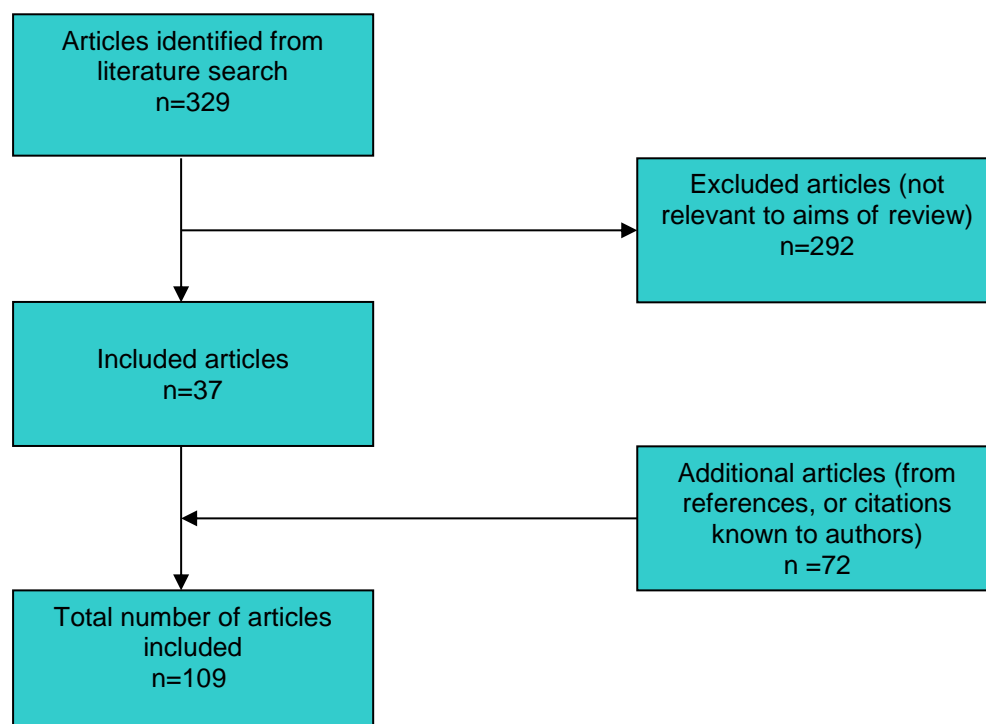 Articles identified from
literature search
n=329
Excluded articles (not
relevant to aims of review)
n=292
Included articles
n=37
Additional articles (from
references, or citations
known to authors)
n =72
Total number of articles
included
n=109